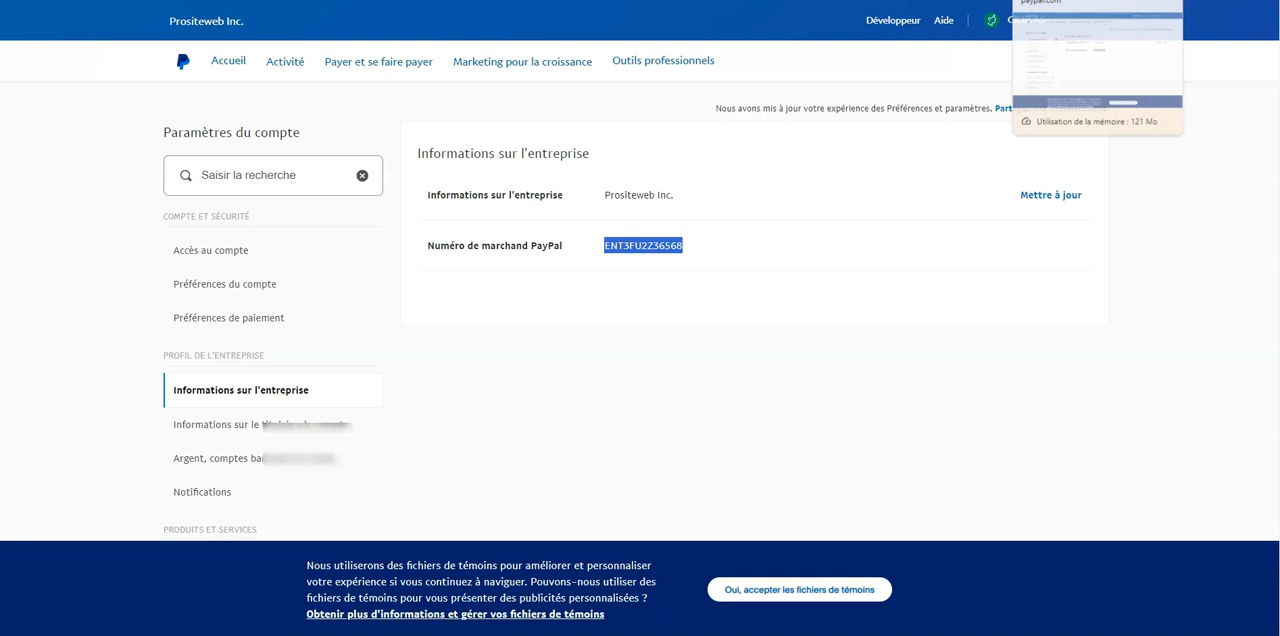 paypal.com
Prositeweb Inc.
Développeur Aide
Accueil Activité Payer et se faire payer Marketing pour la croissance Outils professionnels
Nous avons mis à jour votre expérience des Préférences et paramètres. Part
Utilisation de la mémoire : 121 Mo
Paramètres du compte
Saisir la recherche
COMPTE ET SÉCURITÉ
Accès au compte
Préférences du compte
Préférences de paiement
PROFIL DE L'ENTREPRISE
Informations sur l'entreprise
Informations sur le
Argent, comptes ba
Notifications
PRODUITS ET SERVICES
Informations sur l'entreprise
Informations sur l'entreprise Prositeweb Inc. Mettre à jour
Numéro de marchand PayPal ENT3FU2Z36568
Nous utiliserons des fichiers de témoins pour améliorer et personnaliser
votre expérience si vous continuez à naviguer. Pouvons-nous utiliser des
fichiers de témoins pour vous présenter des publicités personnalisées ?
Obtenir plus d'informations et gérer vos fichiers de témoins
Oui, accepter les fichiers de témoins